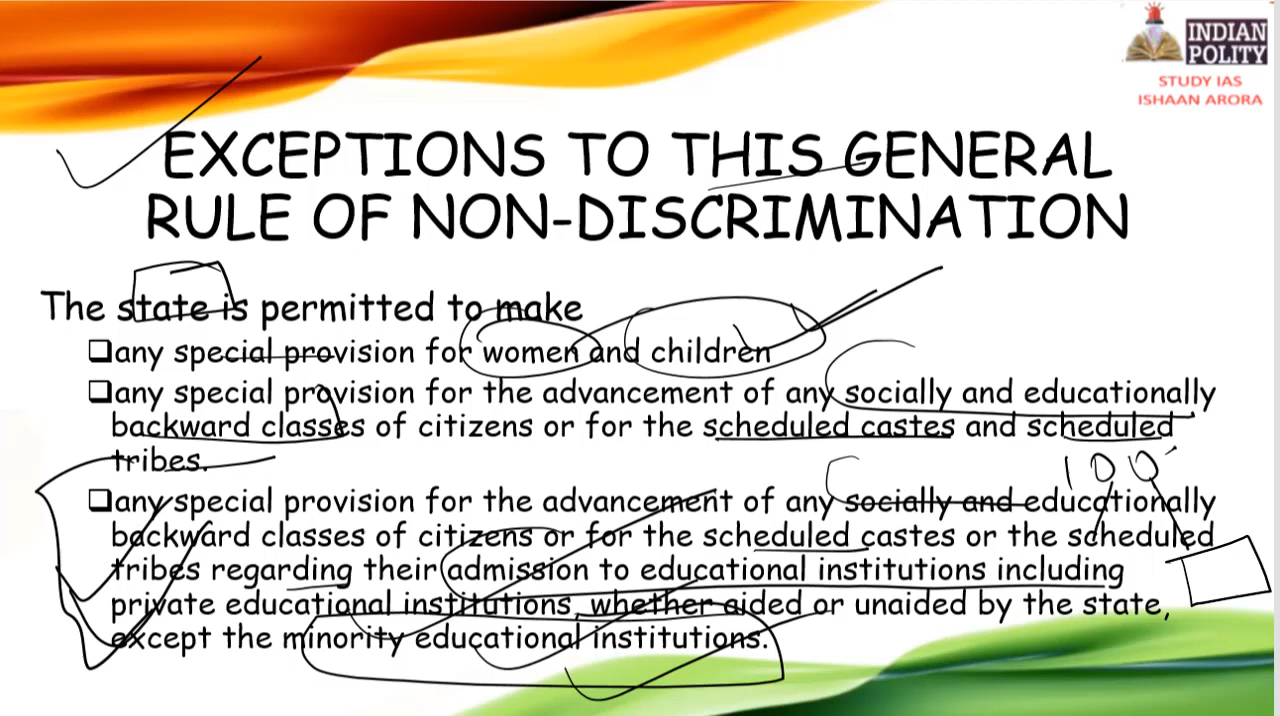 INDIAN
POLITY
STUDY IAS
ISHAAN ARORA
EXCEPTIONS TO THIS GENERAL
RULE OF NON-DISCRIMINATION
The state is permitted to make
❑any special provision for women and children
❑any special provision for the advancement of any socially and educationally
backward classes of citizens or for the scheduled castes and scheduled
tribes.
100
❑any special provision for the advancement of any socially and educationally
backward classes of citizens or for the scheduled castes or the scheduled
tribes regarding their admission to educational institutions including
private educational institutions, whether aided or unaided by the state,
except the minority educational institutions.